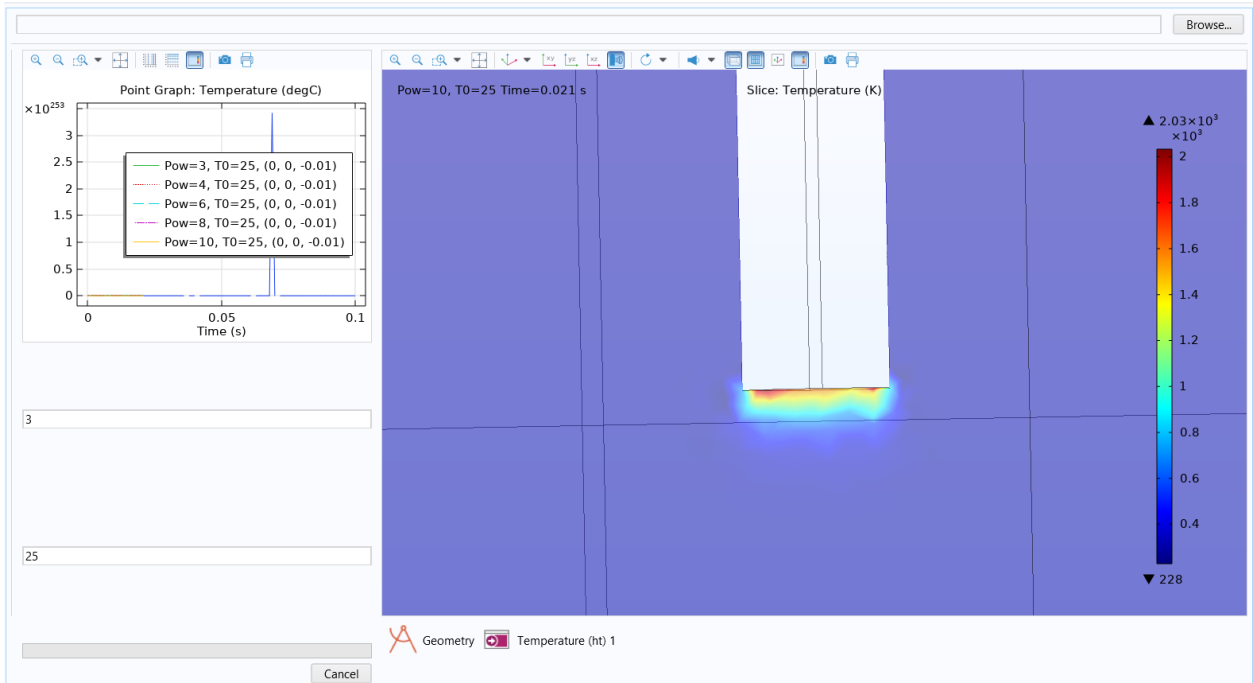 Browse...
Point Graph: Temperature (degC)
×10^253
3
2.5
2
1.5
1
0.5
0
Pow=3, T0=25, (0, 0, -0.01)
Pow=4, T0=25, (0, 0, -0.01)
Pow=6, T0=25, (0, 0, -0.01)
Pow=8, T0=25, (0, 0, -0.01)
Pow=10, T0=25, (0, 0, -0.01)
0 0.05 0.1
Time (s)
3
25
Cancel
xy yz xz
Pow=10, T0=25 Time=0.021 s
Slice: Temperature (K)
▲ 2.03×10³
×10³
2
1.8
1.6
1.4
1.2
1
0.8
0.6
0.4
▼ 228
Geometry Temperature (ht) 1